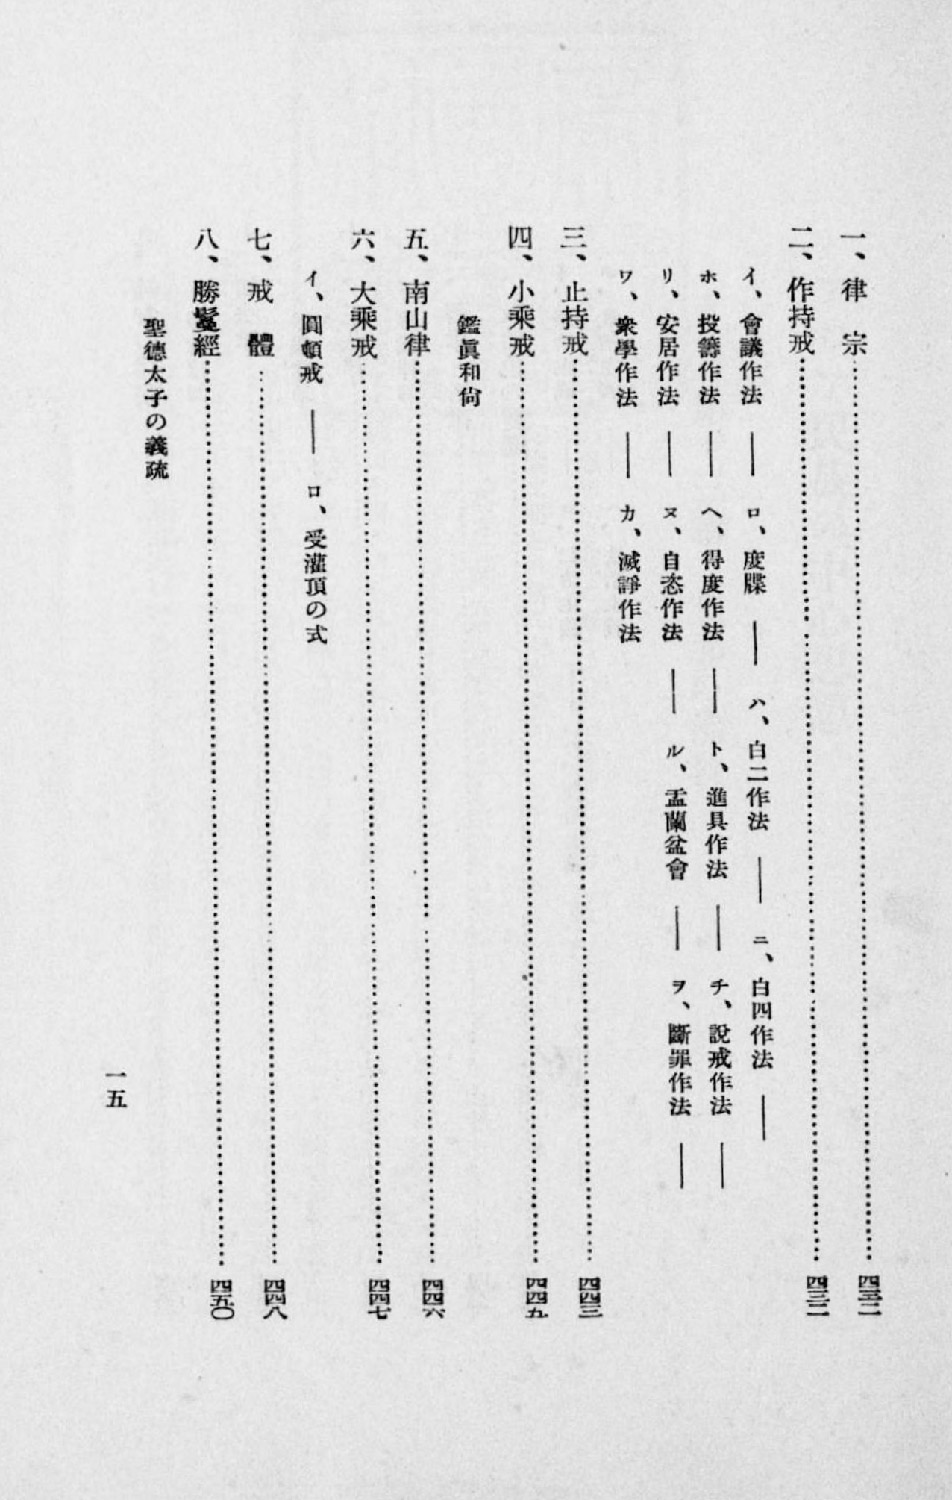 一、律　宗……四三二
二、作持戒……四三二
イ、會議作法 ── ロ、度牒 ── ハ、白二作法 ── ニ、白四作法 ──
ホ、投籌作法 ── ヘ、得度作法 ── ト、進具作法 ── チ、說戒作法 ──
リ、安居作法 ── ヌ、自恣作法 ── ル、盂蘭盆會 ── ヲ、斷罪作法 ──
ワ、衆學作法 ── カ、滅諍作法
三、止持戒……四四三
四、小乘戒……四四九
鑑眞和尙
五、南山律……四四六
六、大乘戒……四四七
イ、圓頓戒 ── ロ、受灌頂の式
七、戒　體……四四八
八、勝鬘經……四五〇
聖德太子の義疏
一五